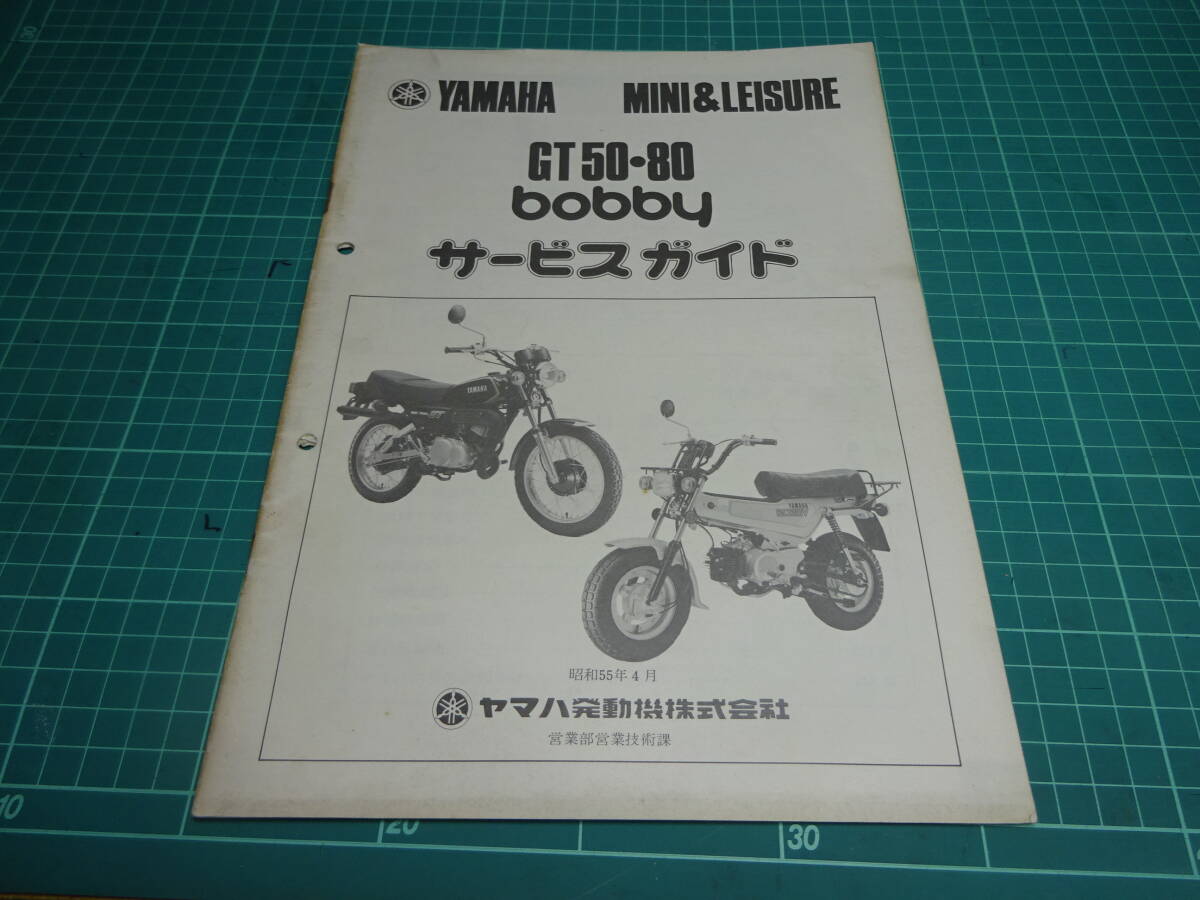 YAMAHA MINI&LEISURE
GT50•80
bobby
サービスガイド
YAMAHA
YAMAHA
昭和55年4月
ヤマハ発動機株式会社
営業部営業技術課
10
20
30